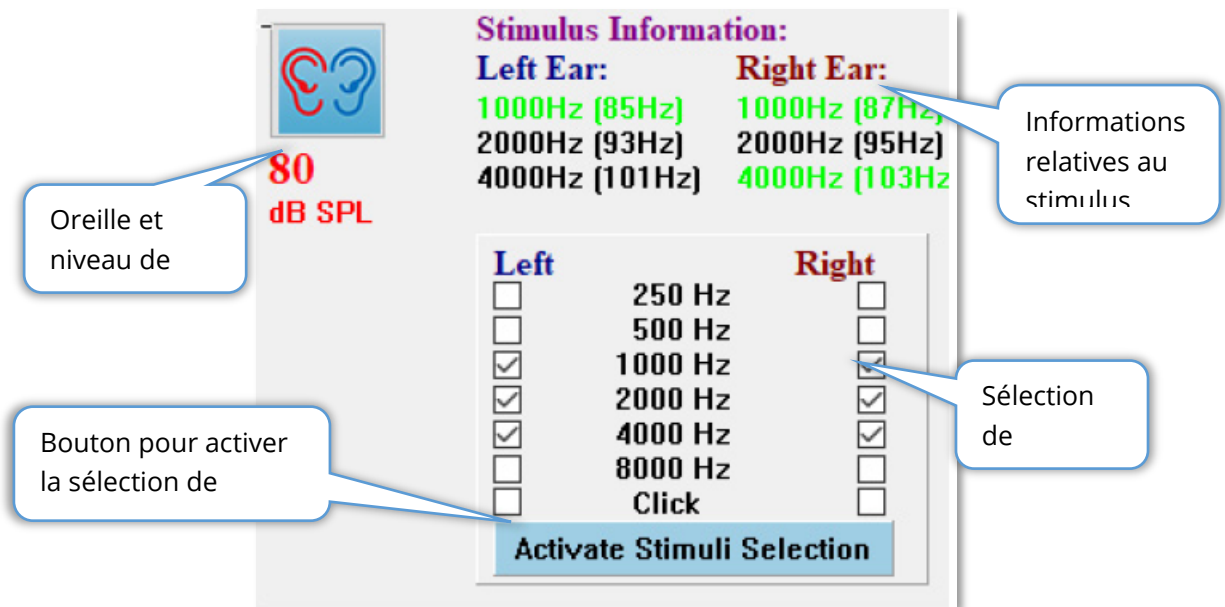 Stimulus Information:
Left Ear: Right Ear:
1000Hz (85Hz) 1000Hz (87Hz)
2000Hz (93Hz) 2000Hz (95Hz)
4000Hz (101Hz) 4000Hz (103Hz
80
dB SPL
Oreille et
niveau de
Informations
relatives au
stimulus
Left Right
250 Hz
500 Hz
1000 Hz
2000 Hz
4000 Hz
8000 Hz
Click
Activate Stimuli Selection
Sélection
de
Bouton pour activer
la sélection de